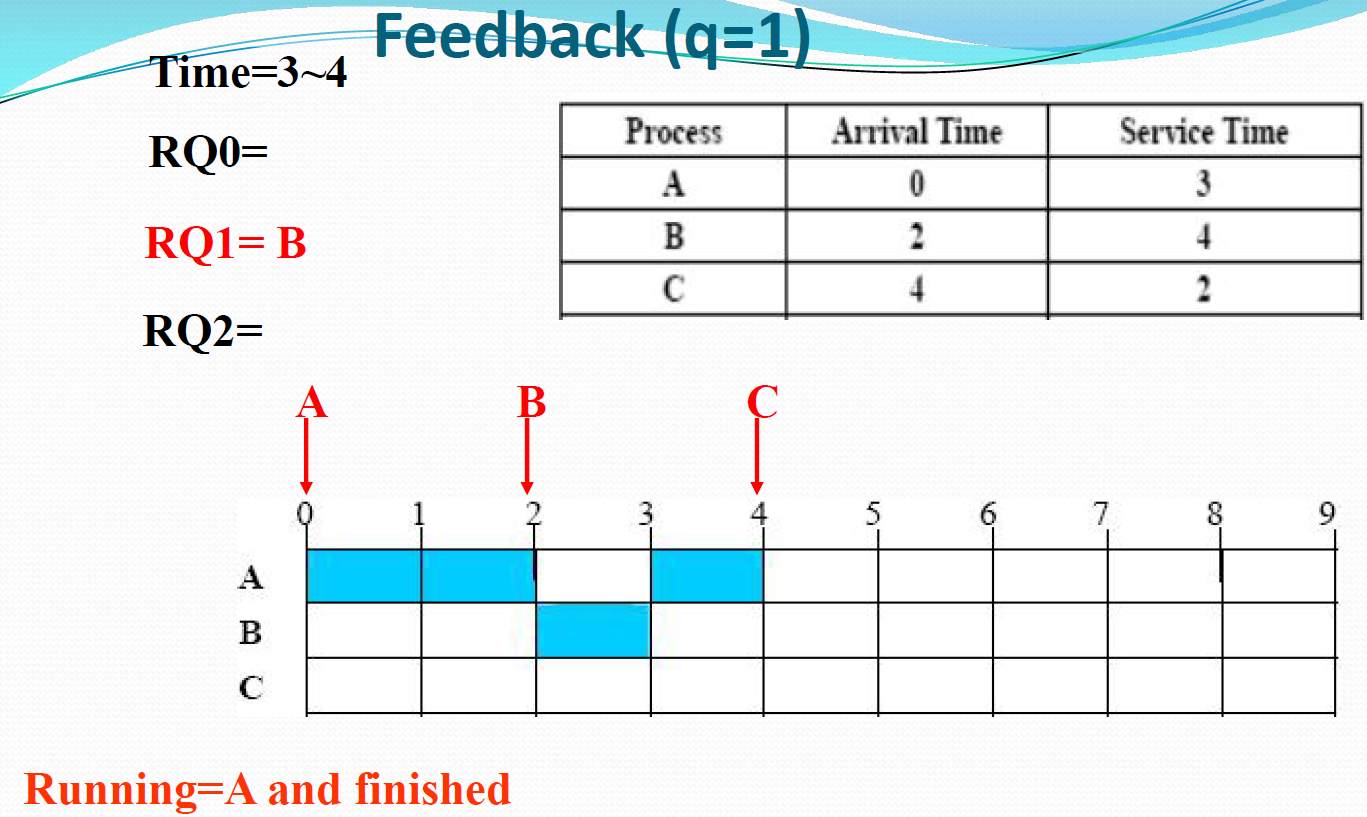 Feedback (q=1)
Time=3~4
RQ0=
RQ1= B
RQ2=
Process Arrival Time Service Time
A 0 3
B 2 4
C 4 2
A B C
0 1 2 3 4 5 6 7 8 9
A
B
C
Running=A and finished